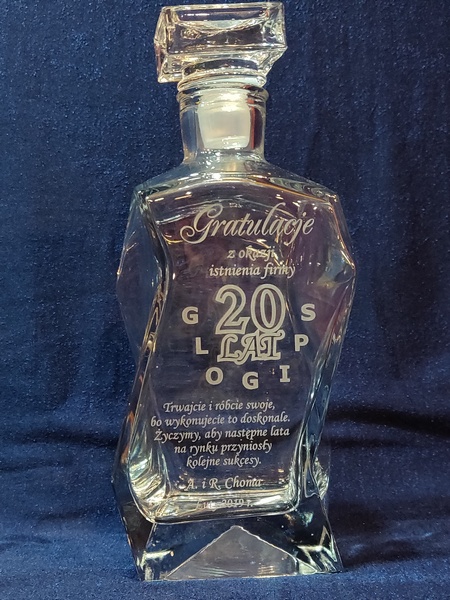 Gratulacje
z okazji
istnienia firmy
G 20 S
L LAT P
O G I
Trwajcie i róbcie swoje,
bo wykonujecie to doskonale.
Życzymy, aby następne lata
na rynku przyniosły
kolejne sukcesy.
A. i R. Choma
2019 r.